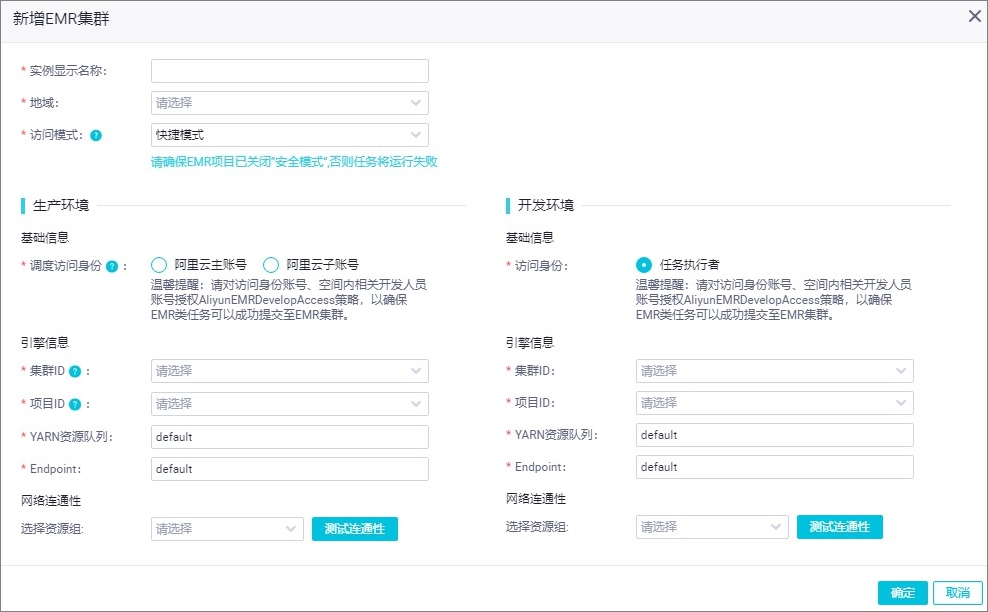 新增EMR集群
* 实例显示名称:
* 地域: 请选择
* 访问模式: ? 快捷模式
请确保EMR项目已关闭"安全模式",否则任务将运行失败
生产环境
基础信息
* 调度访问身份 ? : 阿里云主账号 阿里云子账号
温馨提醒：请对访问身份账号、空间内相关开发人员
账号授权AliyunEMRDevelopAccess策略，以确保
EMR类任务可以成功提交至EMR集群。
引擎信息
* 集群ID ? : 请选择
* 项目ID ? : 请选择
* YARN资源队列: default
* Endpoint: default
网络连通性
选择资源组: 请选择 测试连通性
开发环境
基础信息
* 访问身份: 任务执行者
温馨提醒：请对访问身份账号、空间内相关开发人员
账号授权AliyunEMRDevelopAccess策略，以确保
EMR类任务可以成功提交至EMR集群。
引擎信息
* 集群ID: 请选择
* 项目ID: 请选择
* YARN资源队列: default
* Endpoint: default
网络连通性
选择资源组: 请选择 测试连通性
确定 取消